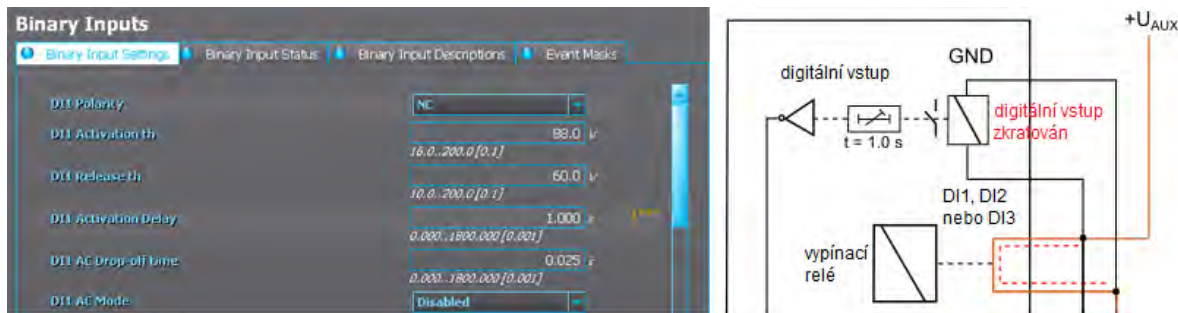 Binary Inputs
Binary Input Settings Binary Input Status Binary Input Descriptions Event Masks
DI1 Polarity NC
DI1 Activation th 88.0 V
16.0..200.0 [0.1]
DI1 Release th 60.0 V
10.0..200.0 [0.1]
DI1 Activation Delay 1.000 s
0.000..1800.000 [0.001]
DI1 AC Drop-off time 0.025 s
0.000..1800.000 [0.001]
DI1 AC Mode Disabled
+UAUX
GND
digitální vstup
digitální vstup
zkratován
t = 1.0 s
DI1, DI2
nebo DI3
vypínací
relé